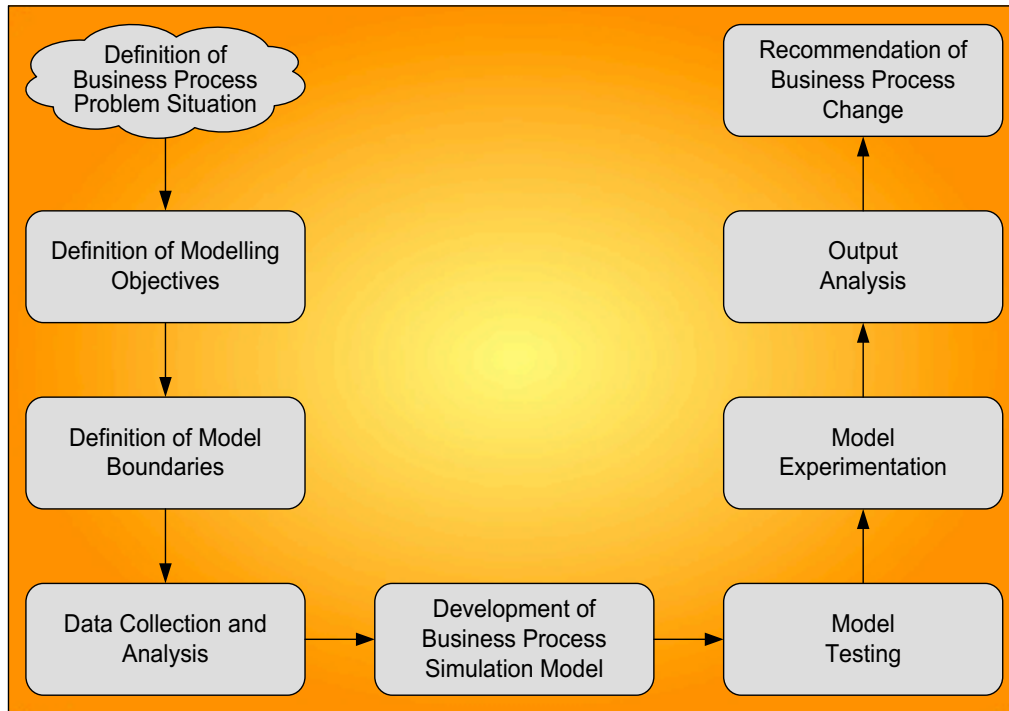 Definition of
Business Process
Problem Situation
Definition of Modelling
Objectives
Definition of Model
Boundaries
Data Collection and
Analysis
Development of
Business Process
Simulation Model
Model
Testing
Model
Experimentation
Output
Analysis
Recommendation of
Business Process
Change